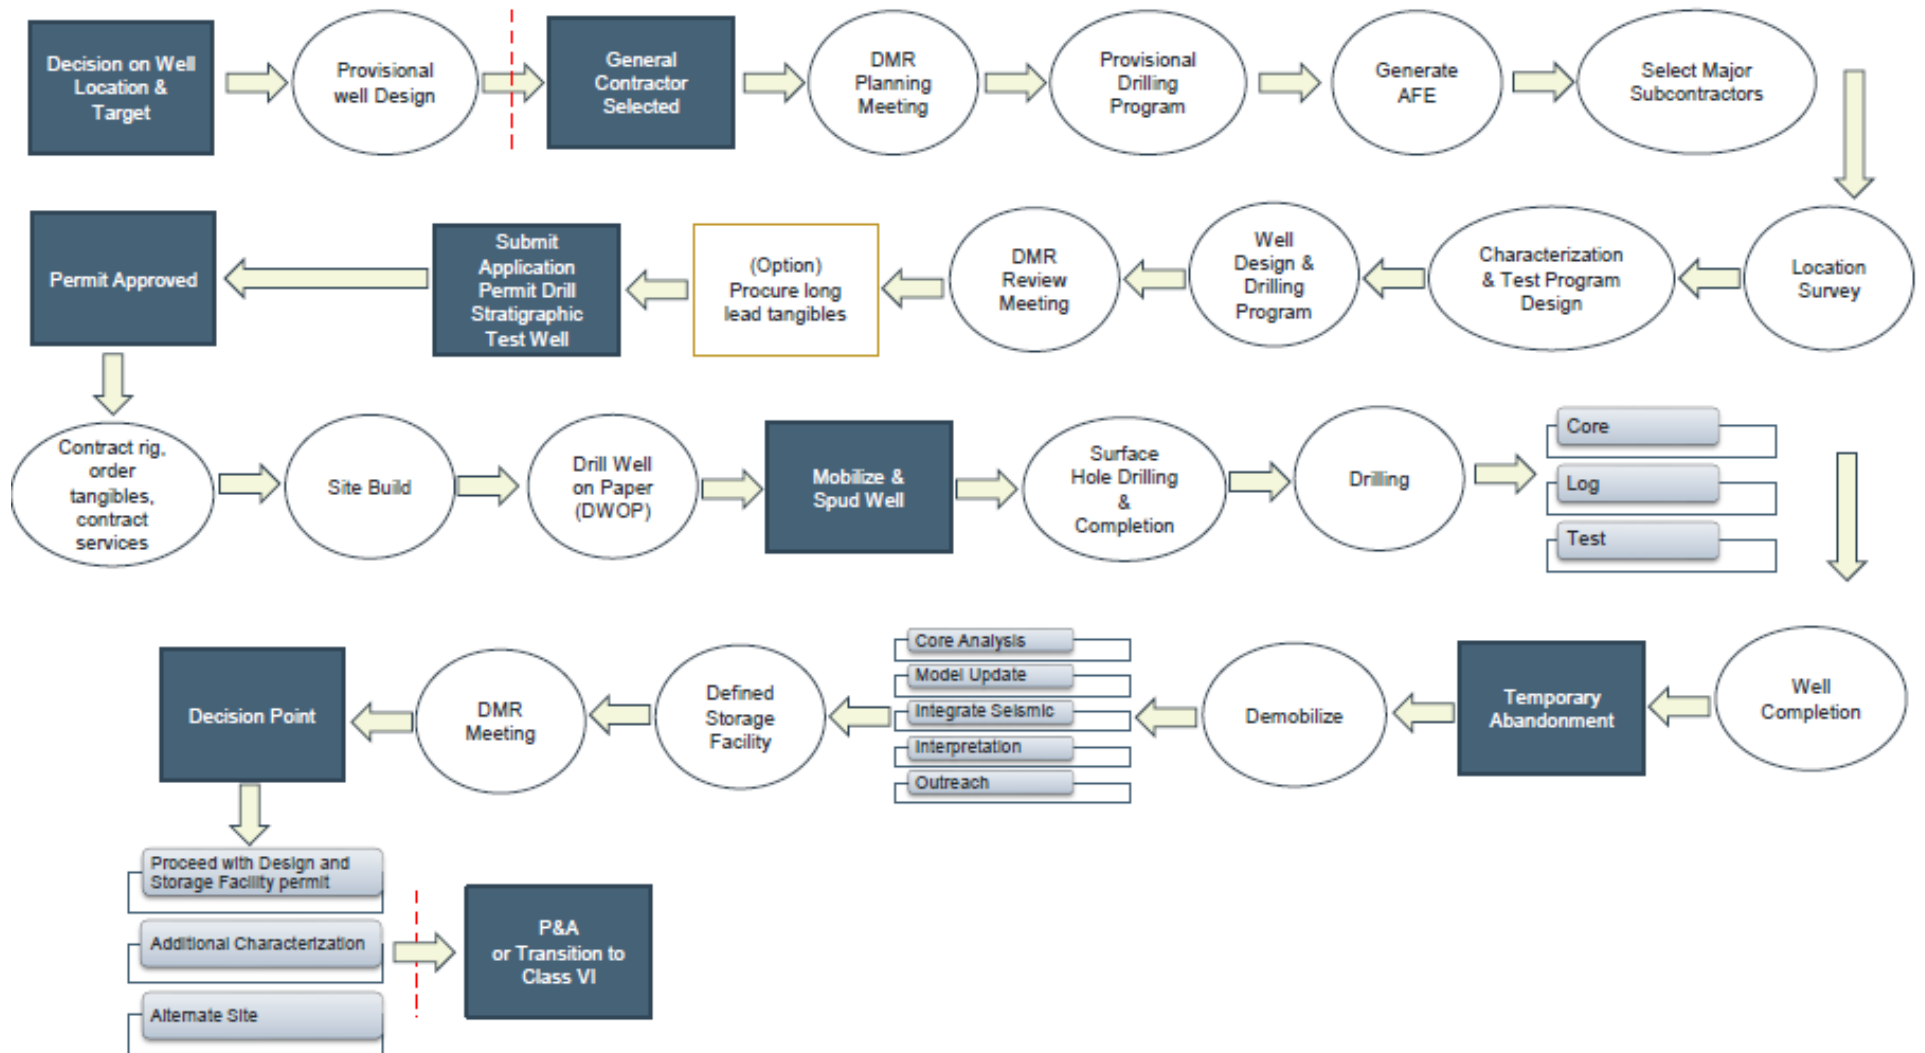 Decision on Well
Location &
Target
Provisional
well Design
General
Contractor
Selected
DMR
Planning
Meeting
Provisional
Drilling
Program
Generate
AFE
Select Major
Subcontractors
Location
Survey
Characterization
& Test Program
Design
Well
Design &
Drilling
Program
DMR
Review
Meeting
(Option)
Procure long
lead tangibles
Submit
Application
Permit Drill
Stratigraphic
Test Well
Permit Approved
Contract rig,
order
tangibles,
contract
services
Site Build
Drill Well
on Paper
(DWOP)
Mobilize &
Spud Well
Surface
Hole Drilling
&
Completion
Drilling
Core
Log
Test
Well
Completion
Temporary
Abandonment
Demobilize
Core Analysis
Model Update
Integrate Seismic
Interpretation
Outreach
Defined
Storage
Facility
DMR
Meeting
Decision Point
Proceed with Design and
Storage Facility permit
Additional Characterization
Alternate Site
P&A
or Transition to
Class VI